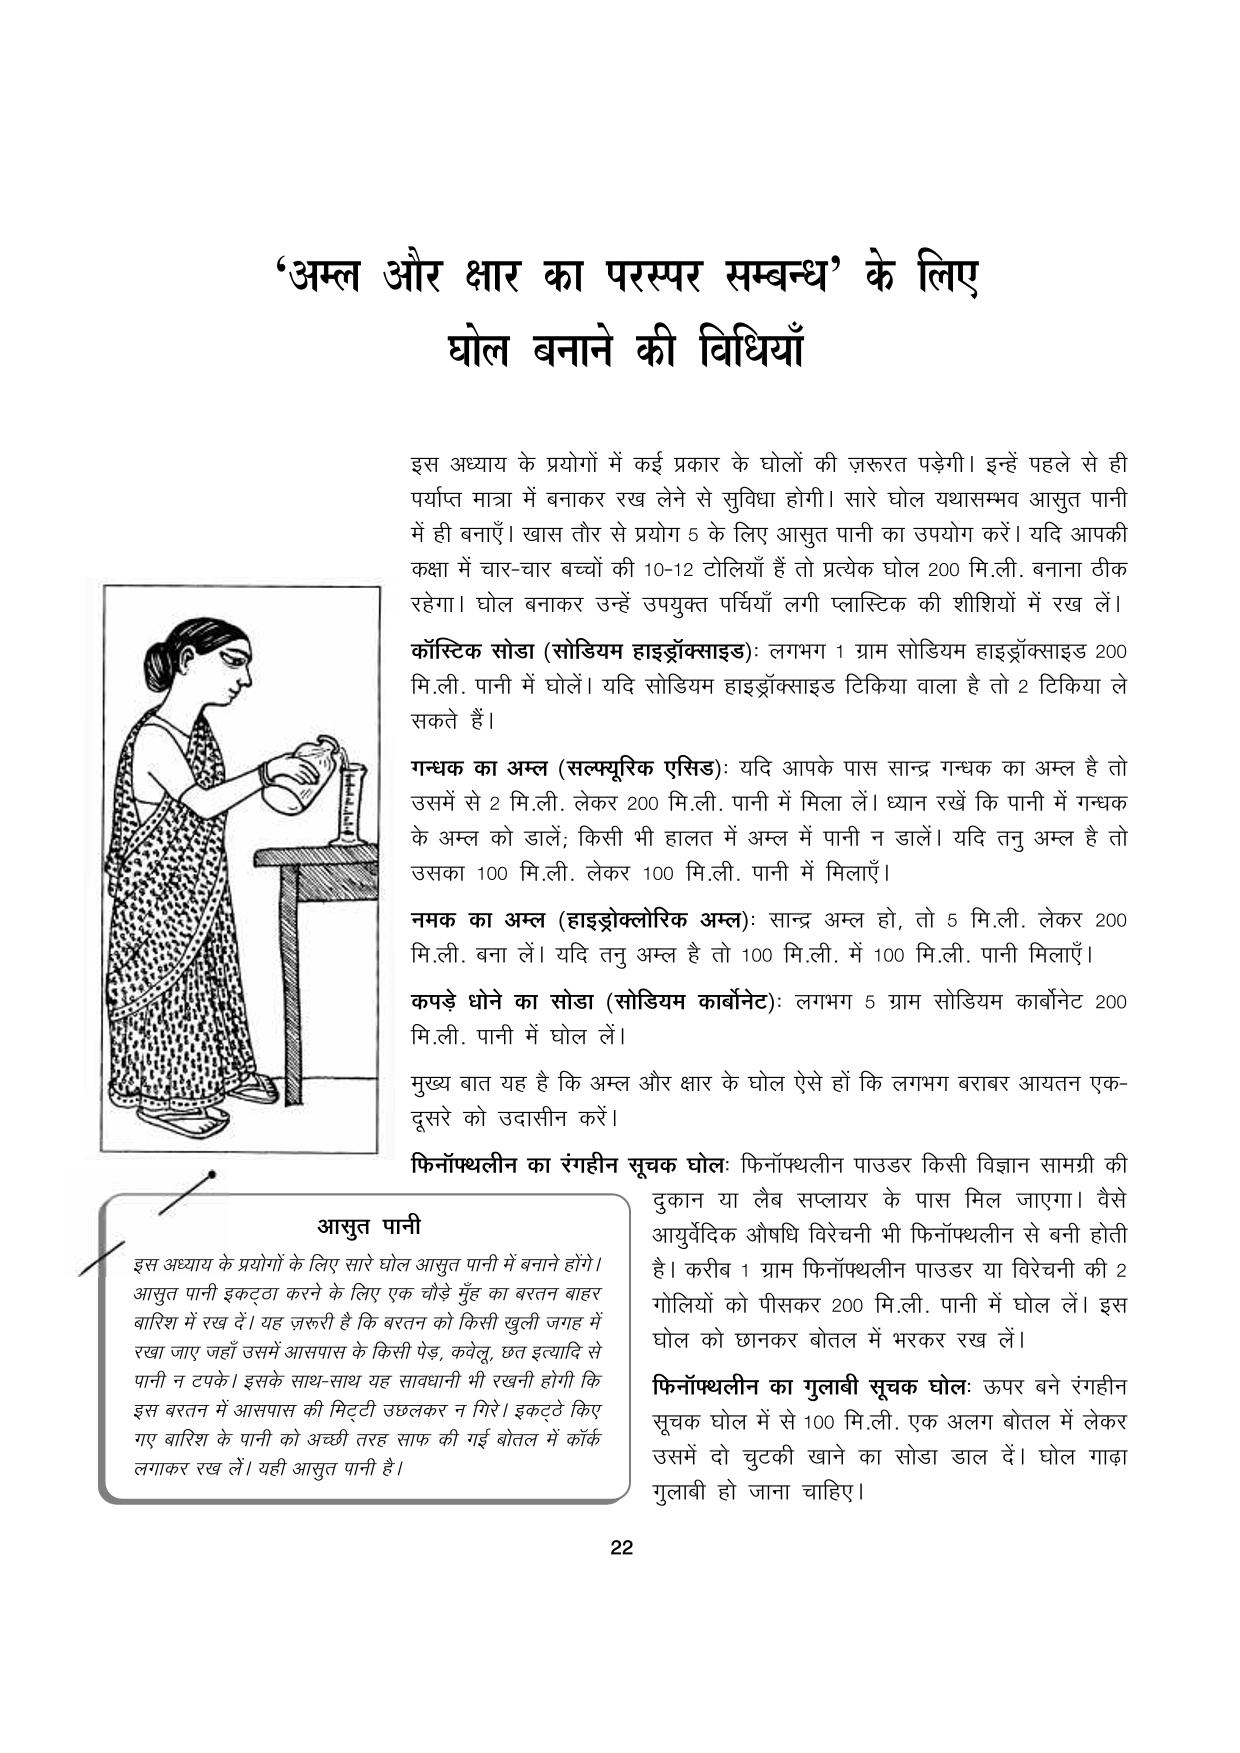 ‘अम्ल और क्षार का परस्पर सम्बन्ध’ के लिए
घोल बनाने की विधियाँ
इस अध्याय के प्रयोगों में कई प्रकार के घोलों की ज़रूरत पड़ेगी। इन्हें पहले से ही
पर्याप्त मात्रा में बनाकर रख लेने से सुविधा होगी। सारे घोल यथासम्भव आसुत पानी
में ही बनाएँ। खास तौर से प्रयोग 5 के लिए आसुत पानी का उपयोग करें। यदि आपकी
कक्षा में चार-चार बच्चों की 10-12 टोलियाँ हैं तो प्रत्येक घोल 200 मि.ली. बनाना ठीक
रहेगा। घोल बनाकर उन्हें उपयुक्त पर्चियाँ लगी प्लास्टिक की शीशियों में रख लें।
कॉस्टिक सोडा (सोडियम हाइड्रॉक्साइड): लगभग 1 ग्राम सोडियम हाइड्रॉक्साइड 200
मि.ली. पानी में घोलें। यदि सोडियम हाइड्रॉक्साइड टिकिया वाला है तो 2 टिकिया ले
सकते हैं।
गन्धक का अम्ल (सल्फ्यूरिक एसिड): यदि आपके पास सान्द्र गन्धक का अम्ल है तो
उसमें से 2 मि.ली. लेकर 200 मि.ली. पानी में मिला लें। ध्यान रखें कि पानी में गन्धक
के अम्ल को डालें; किसी भी हालत में अम्ल में पानी न डालें। यदि तनु अम्ल है तो
उसका 100 मि.ली. लेकर 100 मि.ली. पानी में मिलाएँ।
नमक का अम्ल (हाइड्रोक्लोरिक अम्ल): सान्द्र अम्ल हो, तो 5 मि.ली. लेकर 200
मि.ली. बना लें। यदि तनु अम्ल है तो 100 मि.ली. में 100 मि.ली. पानी मिलाएँ।
कपड़े धोने का सोडा (सोडियम कार्बोनेट): लगभग 5 ग्राम सोडियम कार्बोनेट 200
मि.ली. पानी में घोल लें।
मुख्य बात यह है कि अम्ल और क्षार के घोल ऐसे हों कि लगभग बराबर आयतन एक-
दूसरे को उदासीन करें।
फिनॉफ्थलीन का रंगहीन सूचक घोल: फिनॉफ्थलीन पाउडर किसी विज्ञान सामग्री की
दुकान या लैब सप्लायर के पास मिल जाएगा। वैसे
आयुर्वेदिक औषधि विरेचनी भी फिनॉफ्थलीन से बनी होती
है। करीब 1 ग्राम फिनॉफ्थलीन पाउडर या विरेचनी की 2
गोलियों को पीसकर 200 मि.ली. पानी में घोल लें। इस
घोल को छानकर बोतल में भरकर रख लें।
फिनॉफ्थलीन का गुलाबी सूचक घोल: ऊपर बने रंगहीन
सूचक घोल में से 100 मि.ली. एक अलग बोतल में लेकर
उसमें दो चुटकी खाने का सोडा डाल दें। घोल गाढ़ा
गुलाबी हो जाना चाहिए।
आसुत पानी
इस अध्याय के प्रयोगों के लिए सारे घोल आसुत पानी में बनाने होंगे।
आसुत पानी इकट्ठा करने के लिए एक चौड़े मुँह का बरतन बाहर
बारिश में रख दें। यह ज़रूरी है कि बरतन को किसी खुली जगह में
रखा जाए जहाँ उसमें आसपास के किसी पेड़, कवेलू, छत इत्यादि से
पानी न टपके। इसके साथ-साथ यह सावधानी भी रखनी होगी कि
इस बरतन में आसपास की मिट्टी उछलकर न गिरे। इकट्ठे किए
गए बारिश के पानी को अच्छी तरह साफ की गई बोतल में कॉर्क
लगाकर रख लें। यही आसुत पानी है।
22